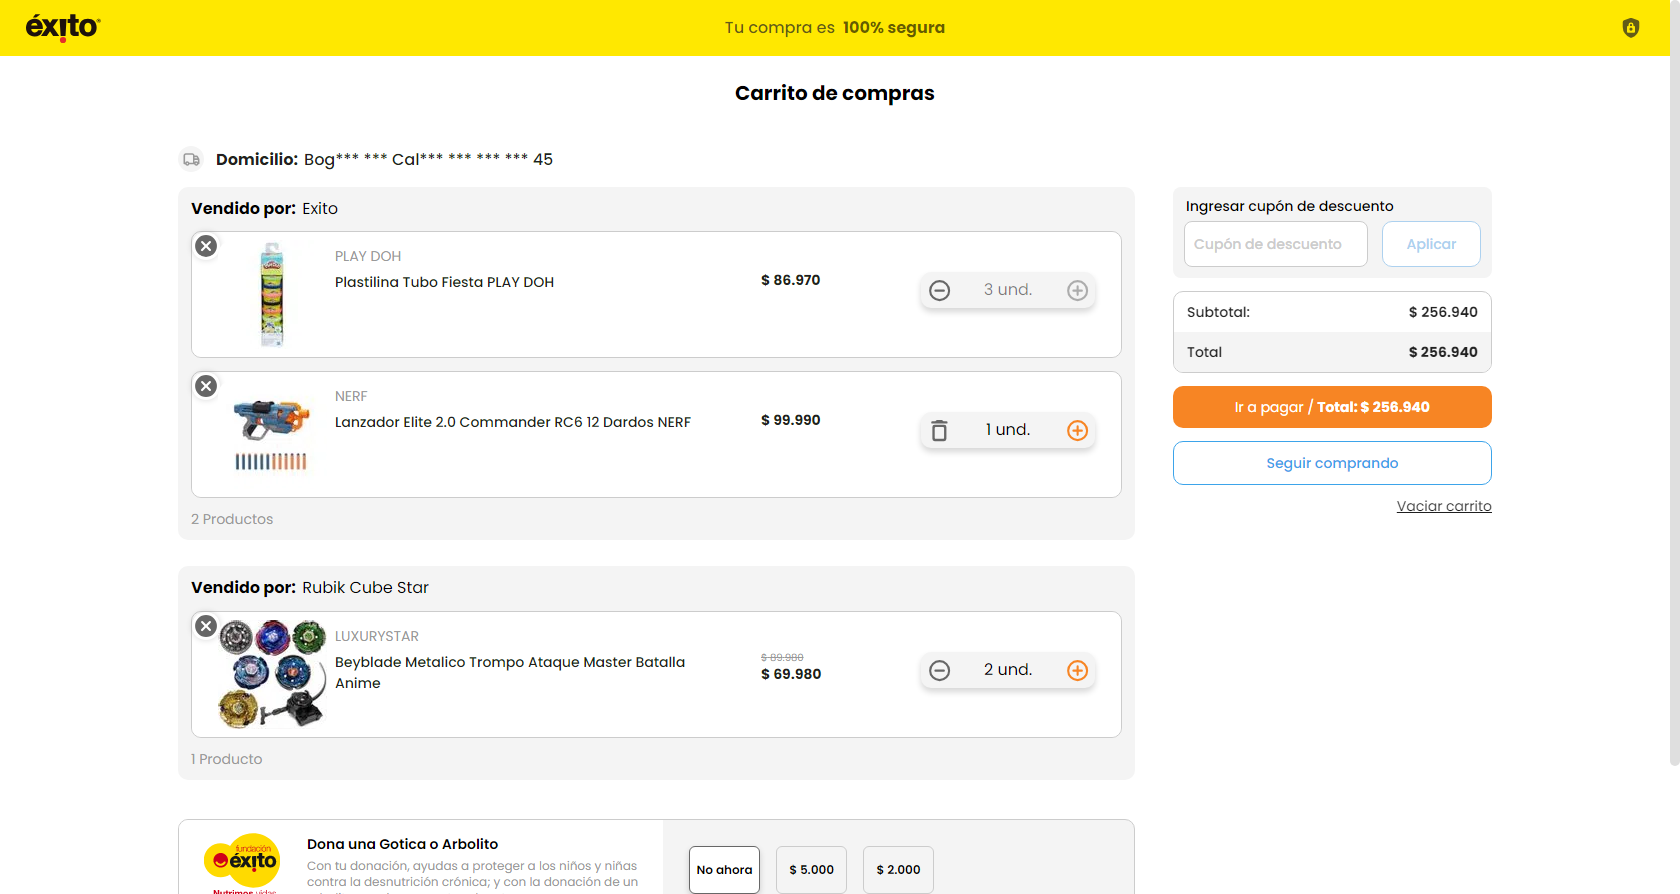 éxito
Tu compra es 100% segura
Carrito de compras
Domicilio: Bog*** *** Cal*** *** *** *** 45
Vendido por: Exito
PLAY DOH
Plastilina Tubo Fiesta PLAY DOH
$ 86.970
3 und.
NERF
Lanzador Elite 2.0 Commander RC6 12 Dardos NERF
$ 99.990
1 und.
2 Productos
Vendido por: Rubik Cube Star
LUXURYSTAR
Beyblade Metalico Trompo Ataque Master Batalla
Anime
$ 89.980
$ 69.980
2 und.
1 Producto
Ingresar cupón de descuento
Cupón de descuento
Aplicar
Subtotal: $ 256.940
Total $ 256.940
Ir a pagar / Total: $ 256.940
Seguir comprando
Vaciar carrito
fundación
éxito
Dona una Gotica o Arbolito
Con tu donación, ayudas a proteger a los niños y niñas
contra la desnutrición crónica; y con la donación de un
No ahora
$ 5.000
$ 2.000